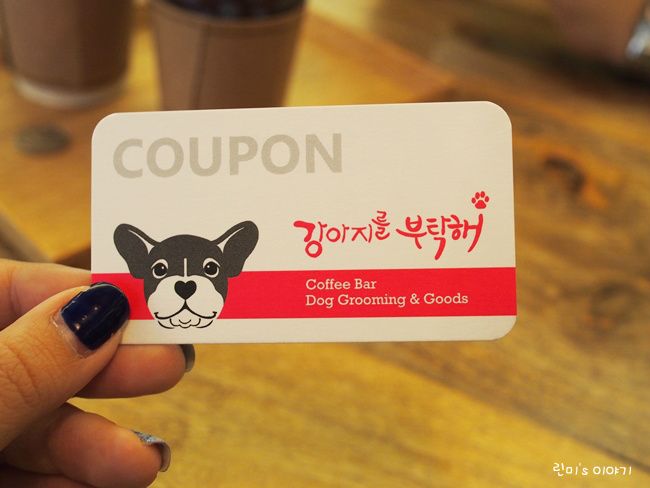 COUPON
강아지를 부탁해
Coffee Bar
Dog Grooming & Goods
린미's 이야기